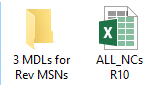 3 MDLs for
Rev MSNs
ALL_NCs
R10